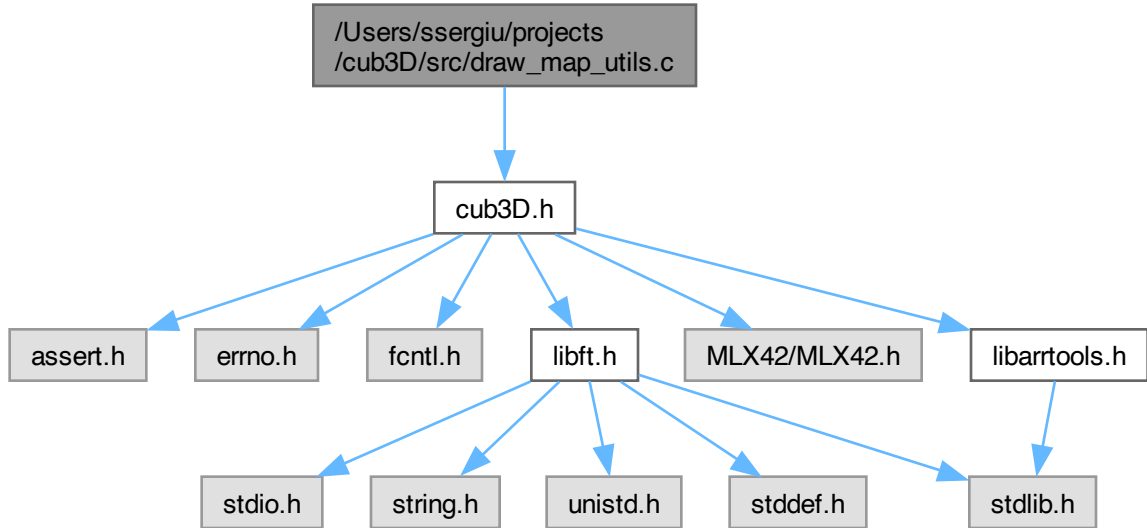 /Users/ssergiu/projects
/cub3D/src/draw_map_utils.c
cub3D.h
assert.h
errno.h
fcntl.h
libft.h
MLX42/MLX42.h
libarrtools.h
stdio.h
string.h
unistd.h
stddef.h
stdlib.h